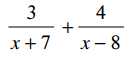 3/(x + 7) + 4/(x − 8)